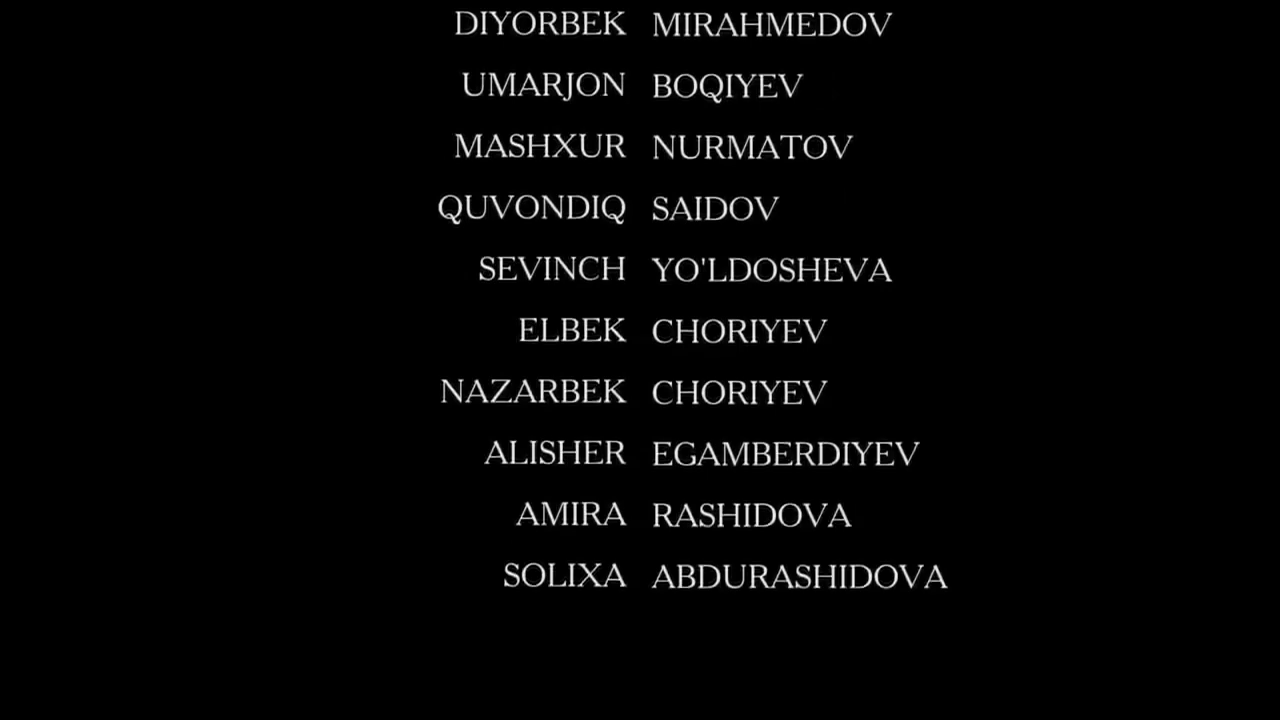 DIYORBEK MIRAHMEDOV
UMARJON BOQIYEV
MASHXUR NURMATOV
QUVONDIQ SAIDOV
SEVINCH YO'LDOSHEVA
ELBEK CHORIYEV
NAZARBEK CHORIYEV
ALISHER EGAMBERDIYEV
AMIRA RASHIDOVA
SOLIXA ABDURASHIDOVA